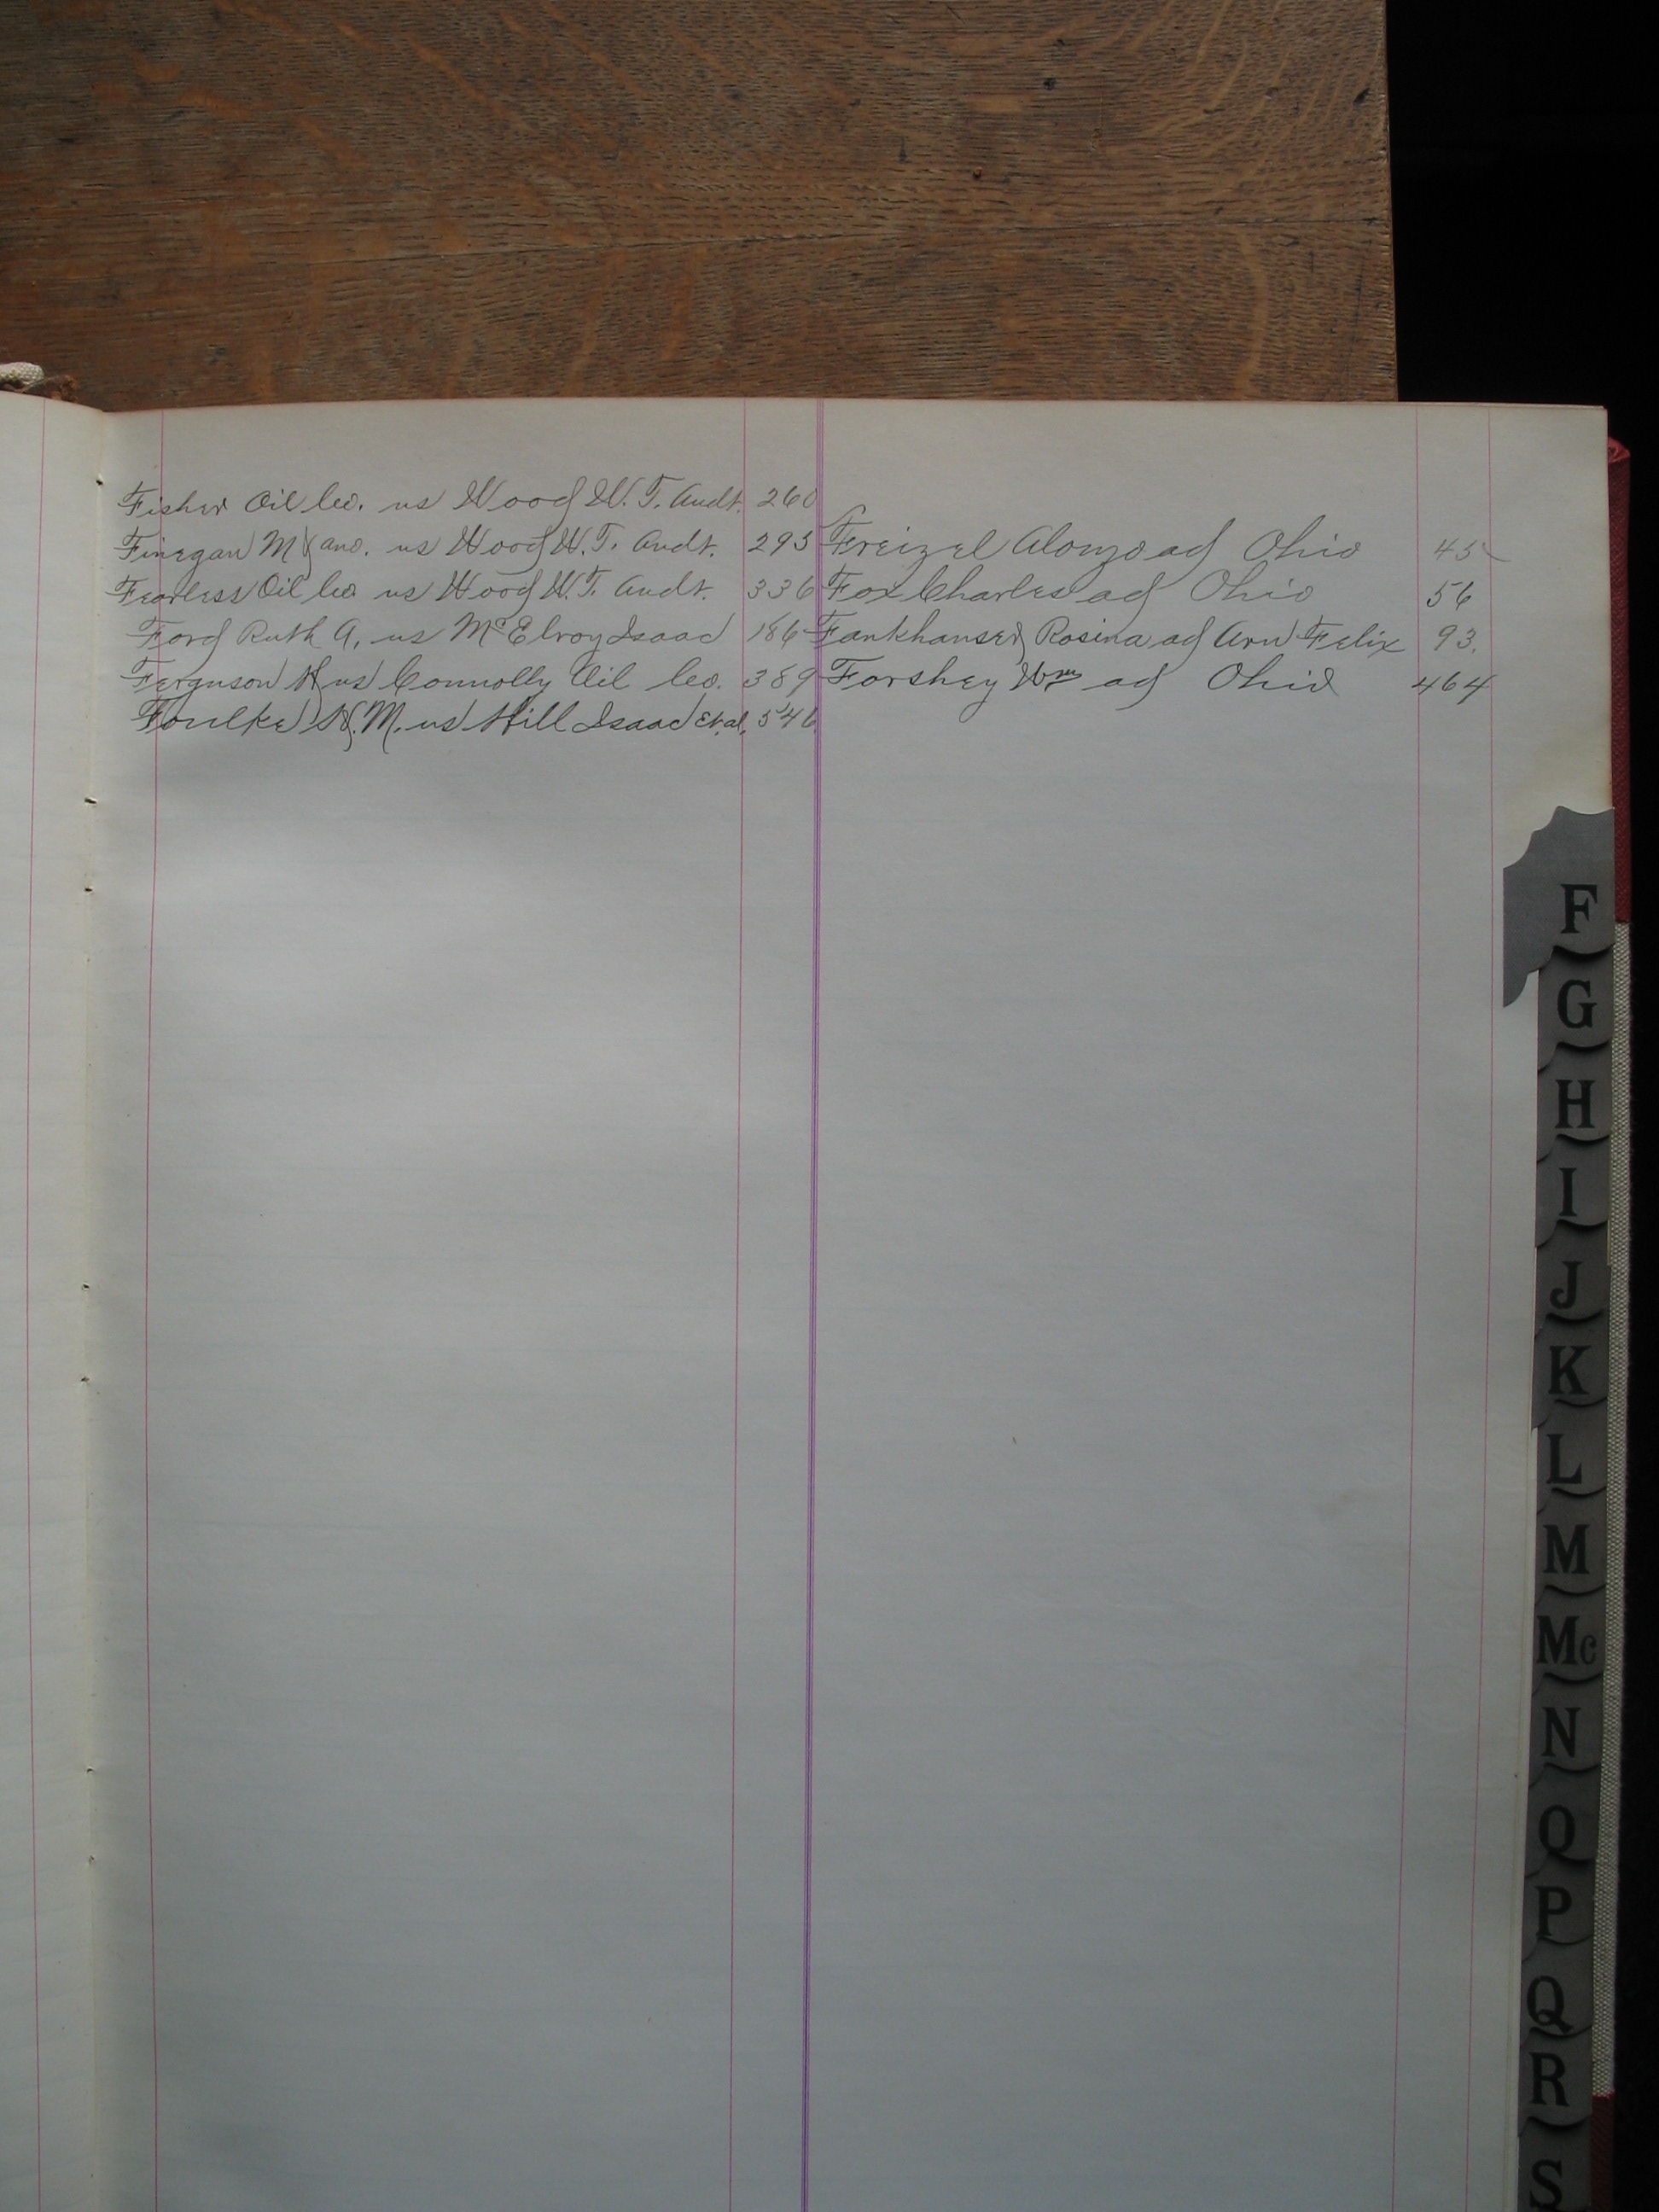 Fisher Oil Co. vs Wood W. T. Audt. 260
Finegan M & ano. vs Wood W. T. Audt. 295
Fearless Oil Co vs Wood W. T. Audt. 336
Ford Ruth A. vs McElroy Isaac 186
Ferguson H vs Connolly Oil Co. 389
Foulke H. M. vs Hill Isaac Et.al. 546
Freizel Alonzo ad Ohio 45
Fox Charles ad Ohio 56
Fankhauser Rosina ad Arn Felix 93.
Forshey Wm ad Ohio 464
F
G
H
I
J
K
L
M
Mc
N
O
P
Q
R
S